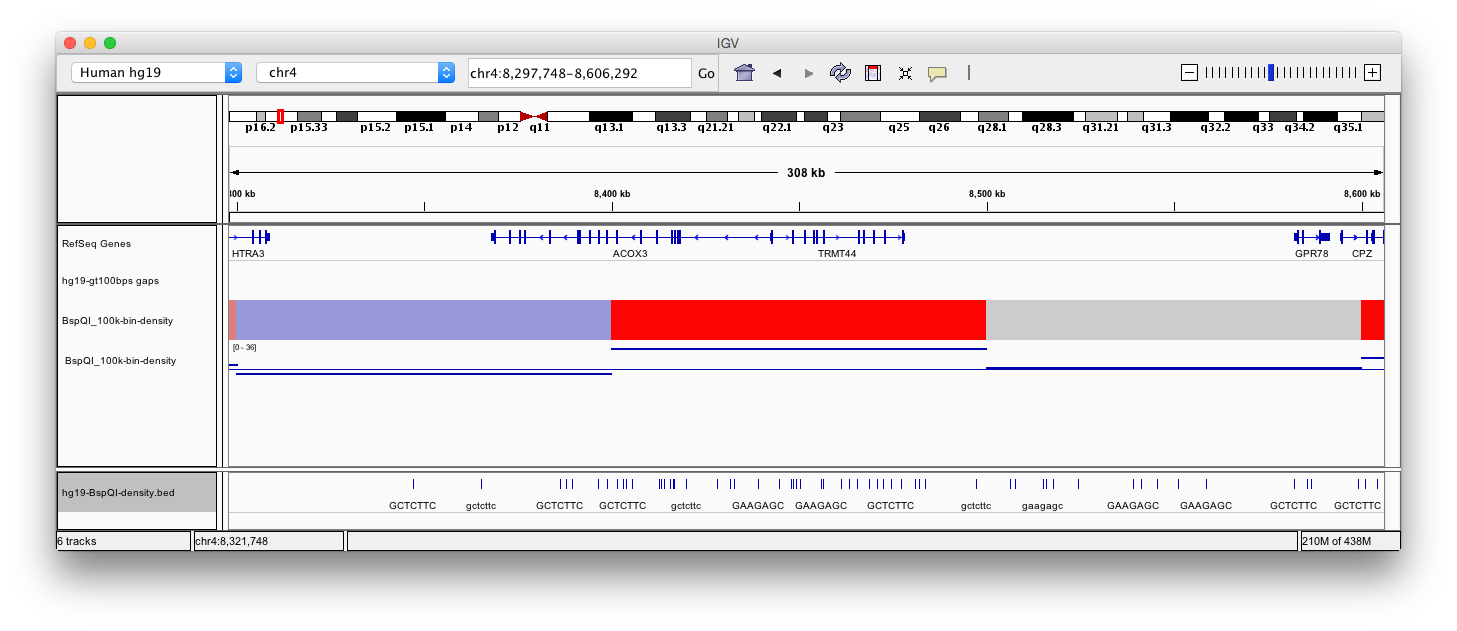 IGV
Human hg19 chr4 chr4:8,297,748-8,606,292 Go
p16.2 p15.33 p15.2 p15.1 p14 p12 q11 q13.1 q13.3 q21.21 q22.1 q23 q25 q26 q28.1 q28.3 q31.21 q31.3 q32.2 q33 q34.2 q35.1
308 kb
300 kb 8,400 kb 8,500 kb 8,600 kb
RefSeq Genes
HTRA3 ACOX3 TRMT44 GPR78 CPZ
hg19-gt100bps gaps
BspQI_100k-bin-density
[0 - 36]
BspQI_100k-bin-density
hg19-BspQI-density.bed
GCTCTTC gctcttc GCTCTTC GCTCTTC gctcttc GAAGAGC GAAGAGC GCTCTTC gctcttc gaagagc GAAGAGC GAAGAGC GCTCTTC GCTCTTC
6 tracks chr4:8,321,748 210M of 438M